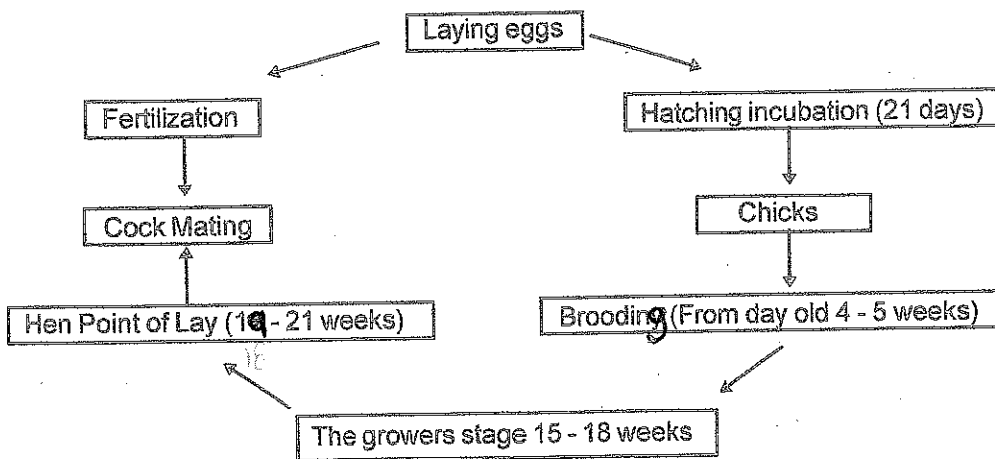 Laying eggs
Fertilization
Hatching incubation (21 days)
Cock Mating
Chicks
Hen Point of Lay (19 - 21 weeks)
Brooding (From day old 4 - 5 weeks)
16
The growers stage 15 - 18 weeks